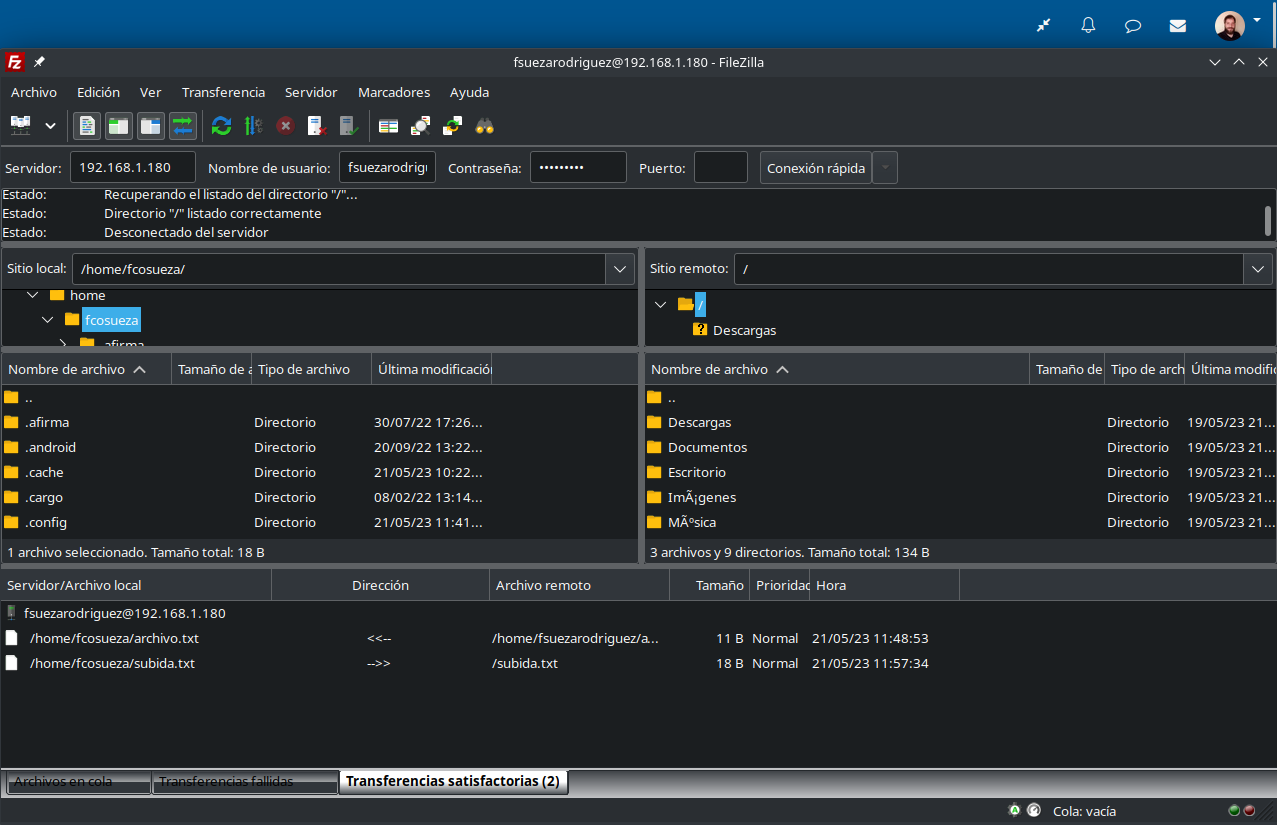 Fz
fsuezarodriguez@192.168.1.180 - FileZilla
Archivo Edición Ver Transferencia Servidor Marcadores Ayuda
Servidor: 192.168.1.180 Nombre de usuario: fsuezarodrigu Contraseña: ••••••••• Puerto: Conexión rápida
Estado: Recuperando el listado del directorio "/"...
Estado: Directorio "/" listado correctamente
Estado: Desconectado del servidor
Sitio local: /home/fcosueza/
home
fcosueza
.afirma
Sitio remoto: /
/
? Descargas
Nombre de archivo Tamaño de a Tipo de archivo Última modificación
..
.afirma Directorio 30/07/22 17:26...
.android Directorio 20/09/22 13:22...
.cache Directorio 21/05/23 10:22...
.cargo Directorio 08/02/22 13:14...
.config Directorio 21/05/23 11:41...
1 archivo seleccionado. Tamaño total: 18 B
Nombre de archivo Tamaño de Tipo de arch Última modific
..
Descargas Directorio 19/05/23 21...
Documentos Directorio 19/05/23 21...
Escritorio Directorio 19/05/23 21...
ImÃ¡genes Directorio 19/05/23 21...
MÃºsica Directorio 19/05/23 21...
3 archivos y 9 directorios. Tamaño total: 134 B
Servidor/Archivo local Dirección Archivo remoto Tamaño Prioridad Hora
fsuezarodriguez@192.168.1.180
/home/fcosueza/archivo.txt <<-- /home/fsuezarodriguez/a... 11 B Normal 21/05/23 11:48:53
/home/fcosueza/subida.txt -->> /subida.txt 18 B Normal 21/05/23 11:57:34
Archivos en cola Transferencias fallidas Transferencias satisfactorias (2)
Cola: vacía